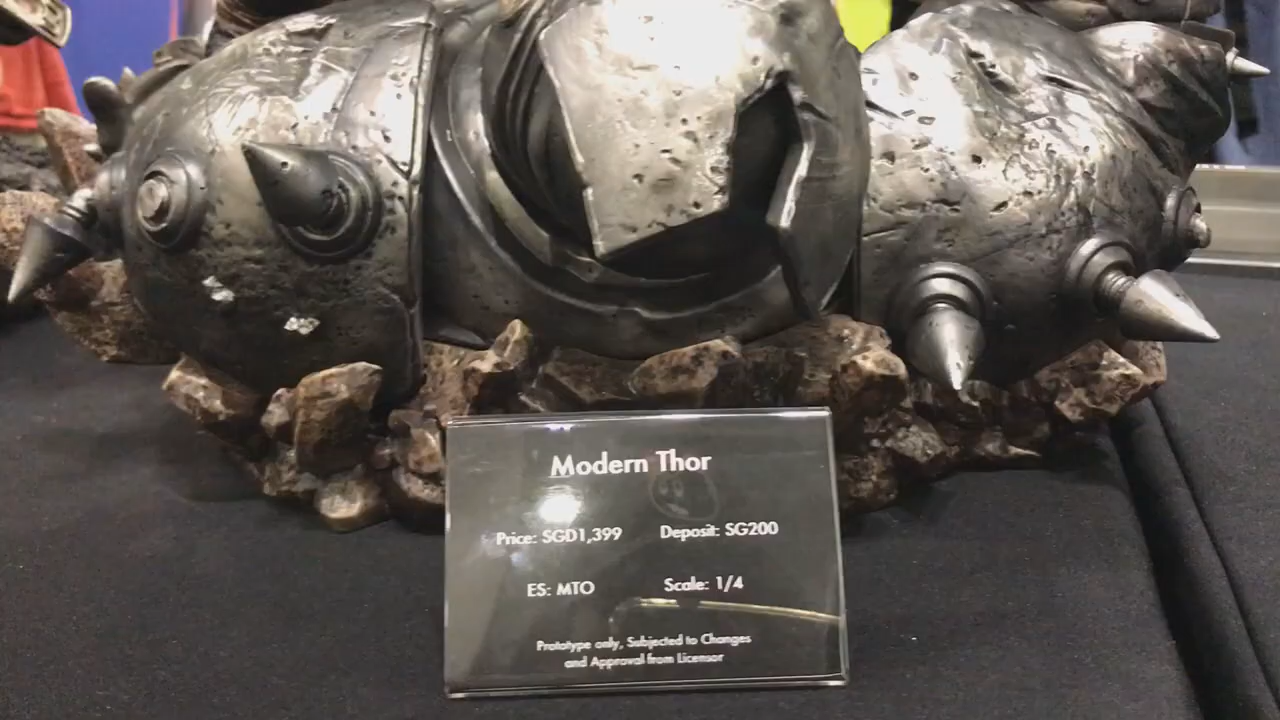 Modern Thor
Price: SGD1,399 Deposit: SG200
ES: MTO Scale: 1/4
Prototype only, Subjected to Changes
and Approval from Licensor